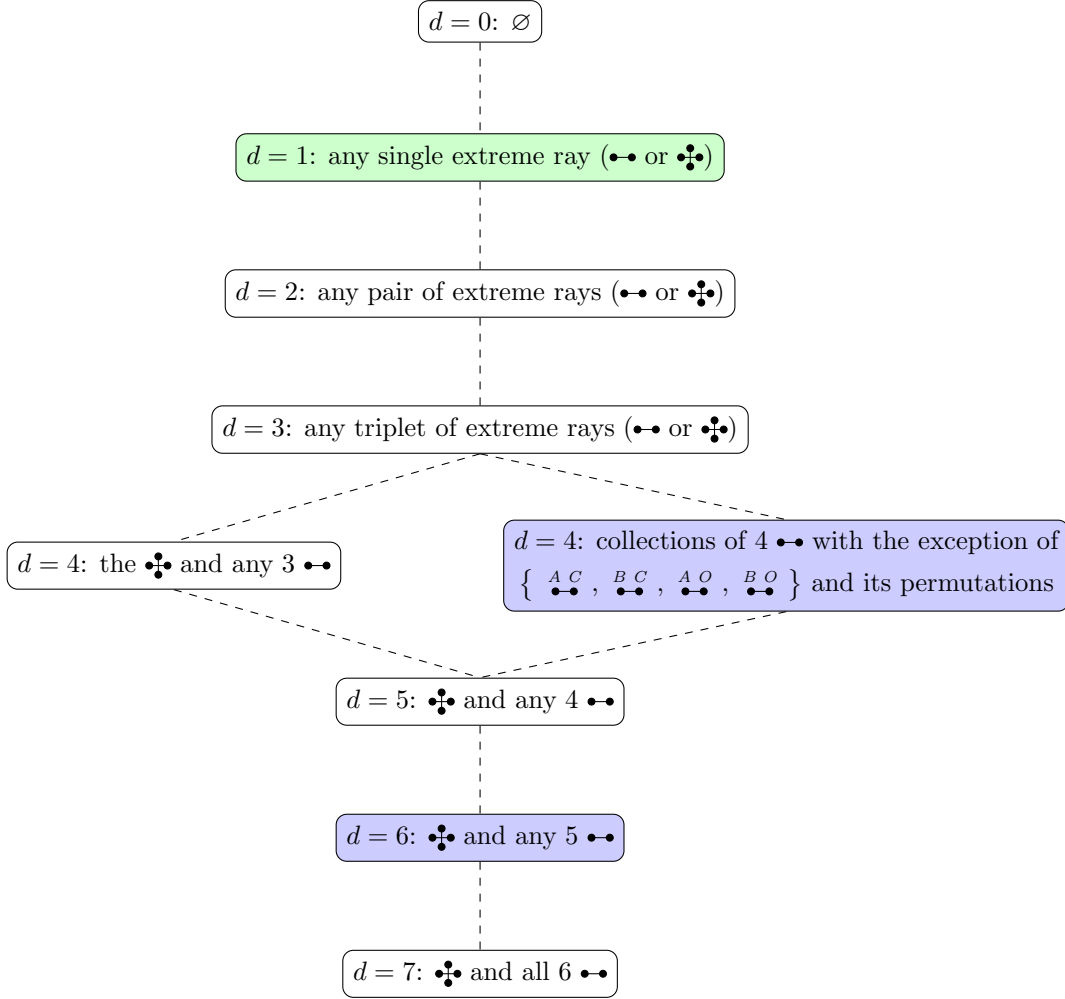 d = 0: ∅
d = 1: any single extreme ray ( or )
d = 2: any pair of extreme rays ( or )
d = 3: any triplet of extreme rays ( or )
d = 4: the and any 3
d = 4: collections of 4 with the exception of
{ A C , B C , A O , B O } and its permutations
d = 5: and any 4
d = 6: and any 5
d = 7: and all 6